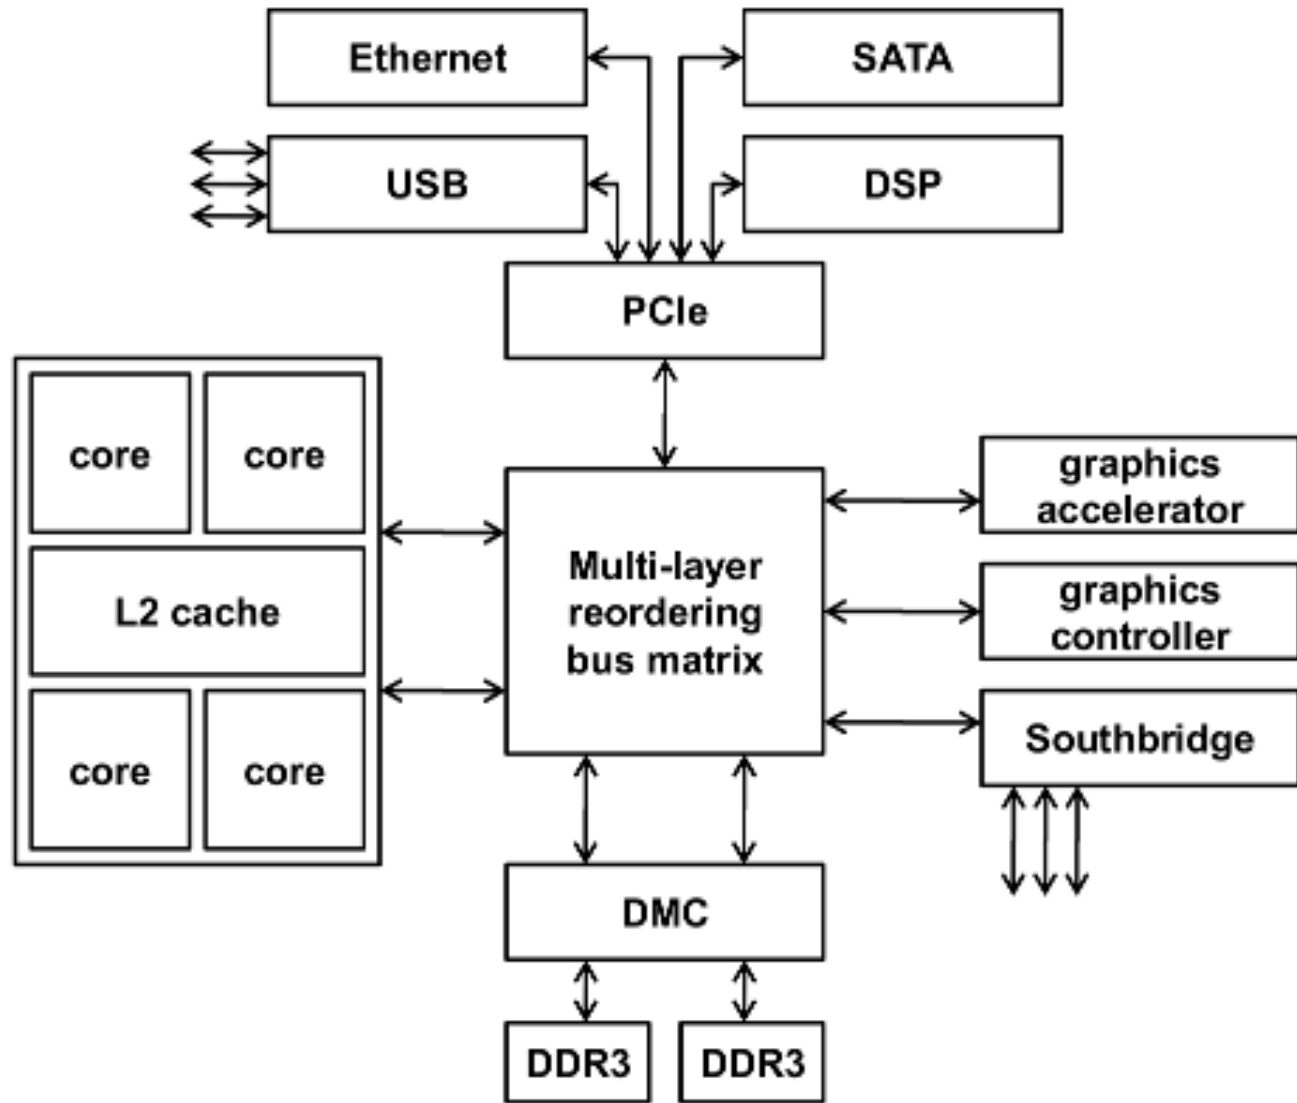 Ethernet
SATA
USB
DSP
PCIe
core
core
L2 cache
core
core
Multi-layer
reordering
bus matrix
graphics
accelerator
graphics
controller
Southbridge
DMC
DDR3
DDR3